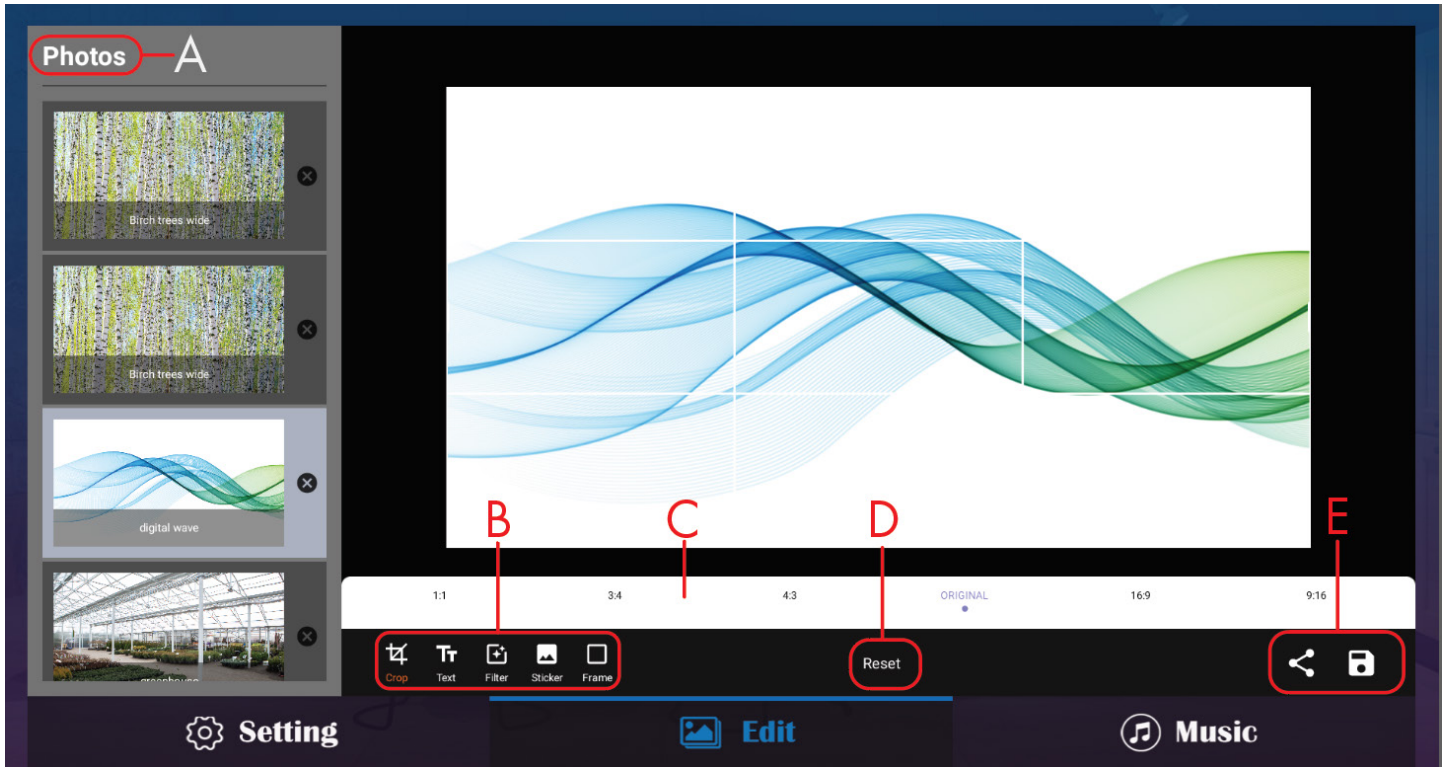 Photos
A
Birch trees wide
Birch trees wide
digital wave
greenhouse
B
C
D
E
1:1 3:4 4:3 ORIGINAL 16:9 9:16
Crop Text Filter Sticker Frame
Reset
Setting Edit Music